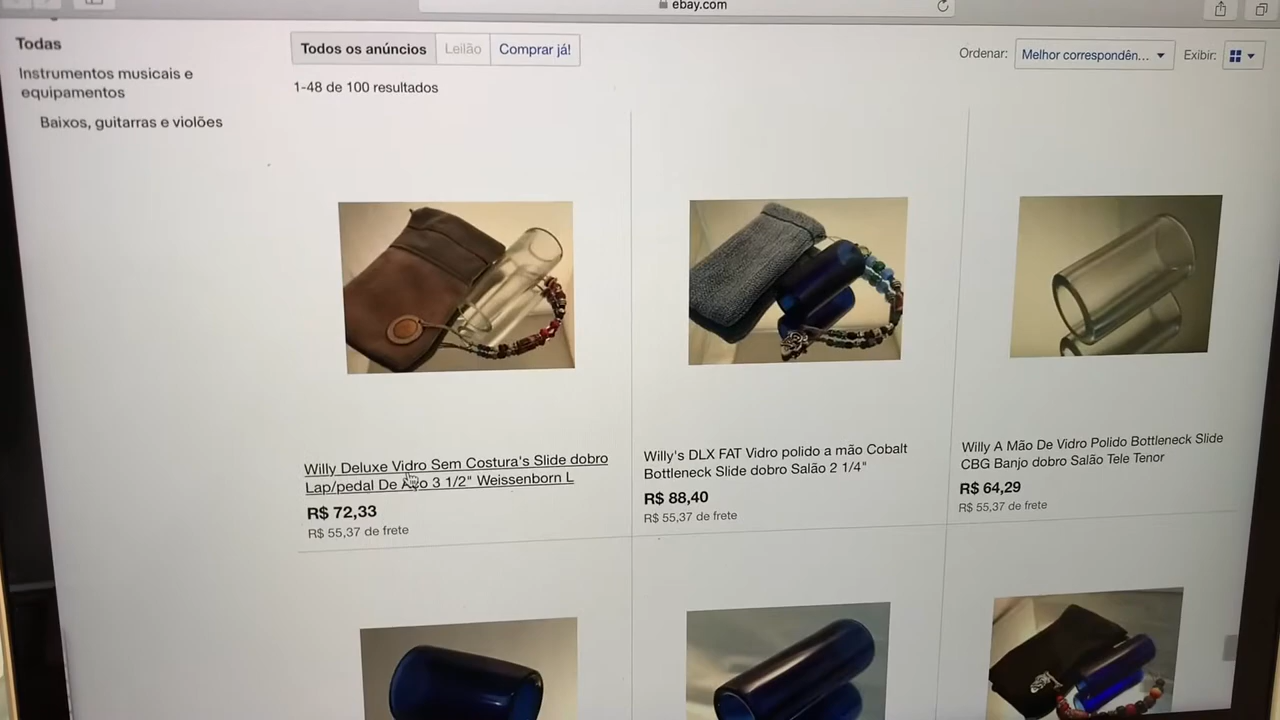 ebay.com
Todas
Instrumentos musicais e
equipamentos
Baixos, guitarras e violões
Todos os anúncios
Leilão
Comprar já!
Ordenar:
Melhor correspondên...
Exibir:
1-48 de 100 resultados
Willy Deluxe Vidro Sem Costura's Slide dobro
Lap/pedal De Aço 3 1/2" Weissenborn L
R$ 72,33
R$ 55,37 de frete
Willy's DLX FAT Vidro polido a mão Cobalt
Bottleneck Slide dobro Salão 2 1/4"
R$ 88,40
R$ 55,37 de frete
Willy A Mão De Vidro Polido Bottleneck Slide
CBG Banjo dobro Salão Tele Tenor
R$ 64,29
R$ 55,37 de frete